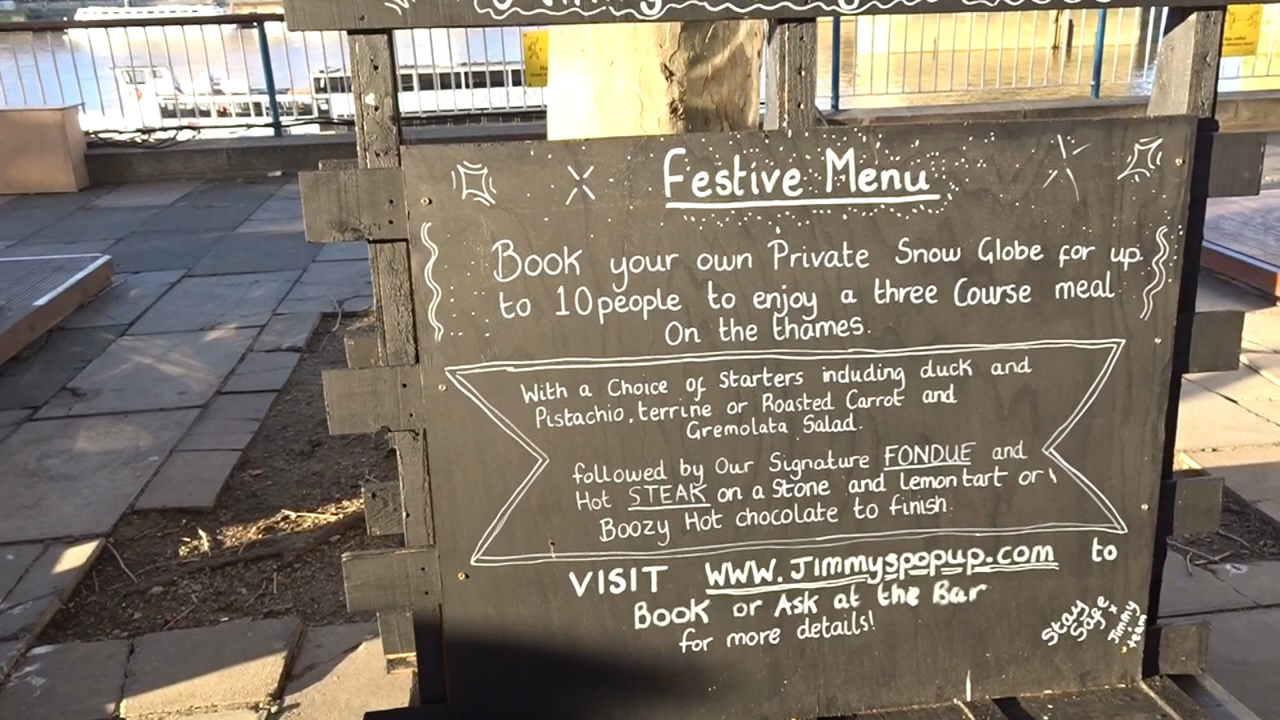 Festive Menu
Book your own Private Snow Globe for up
to 10 people to enjoy a three Course meal
On the thames.
With a Choice of Starters including duck and
Pistachio, terrine or Roasted Carrot and
Gremolata Salad.
followed by Our Signature FONDUE and
Hot STEAK on a Stone and Lemon tart or
Boozy Hot chocolate to finish.
VISIT WWW.Jimmyspopup.com to
Book or Ask at the Bar
for more details!
Stay
Safe x
Jimmy
+ team